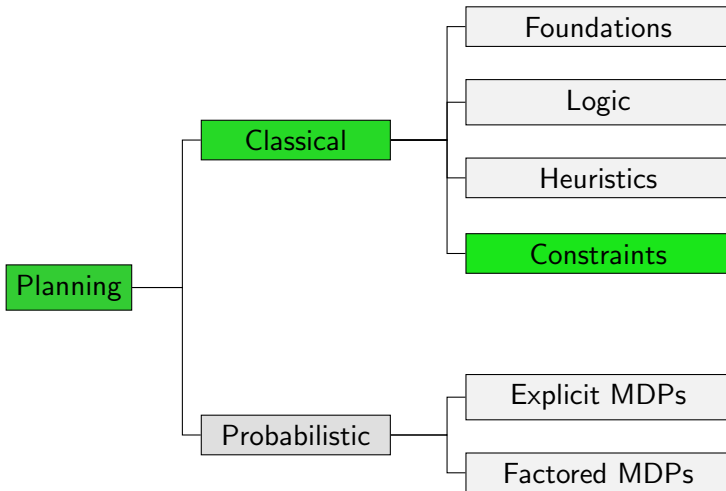 Foundations
Logic
Classical
Heuristics
Constraints
Planning
Explicit MDPs
Probabilistic
Factored MDPs